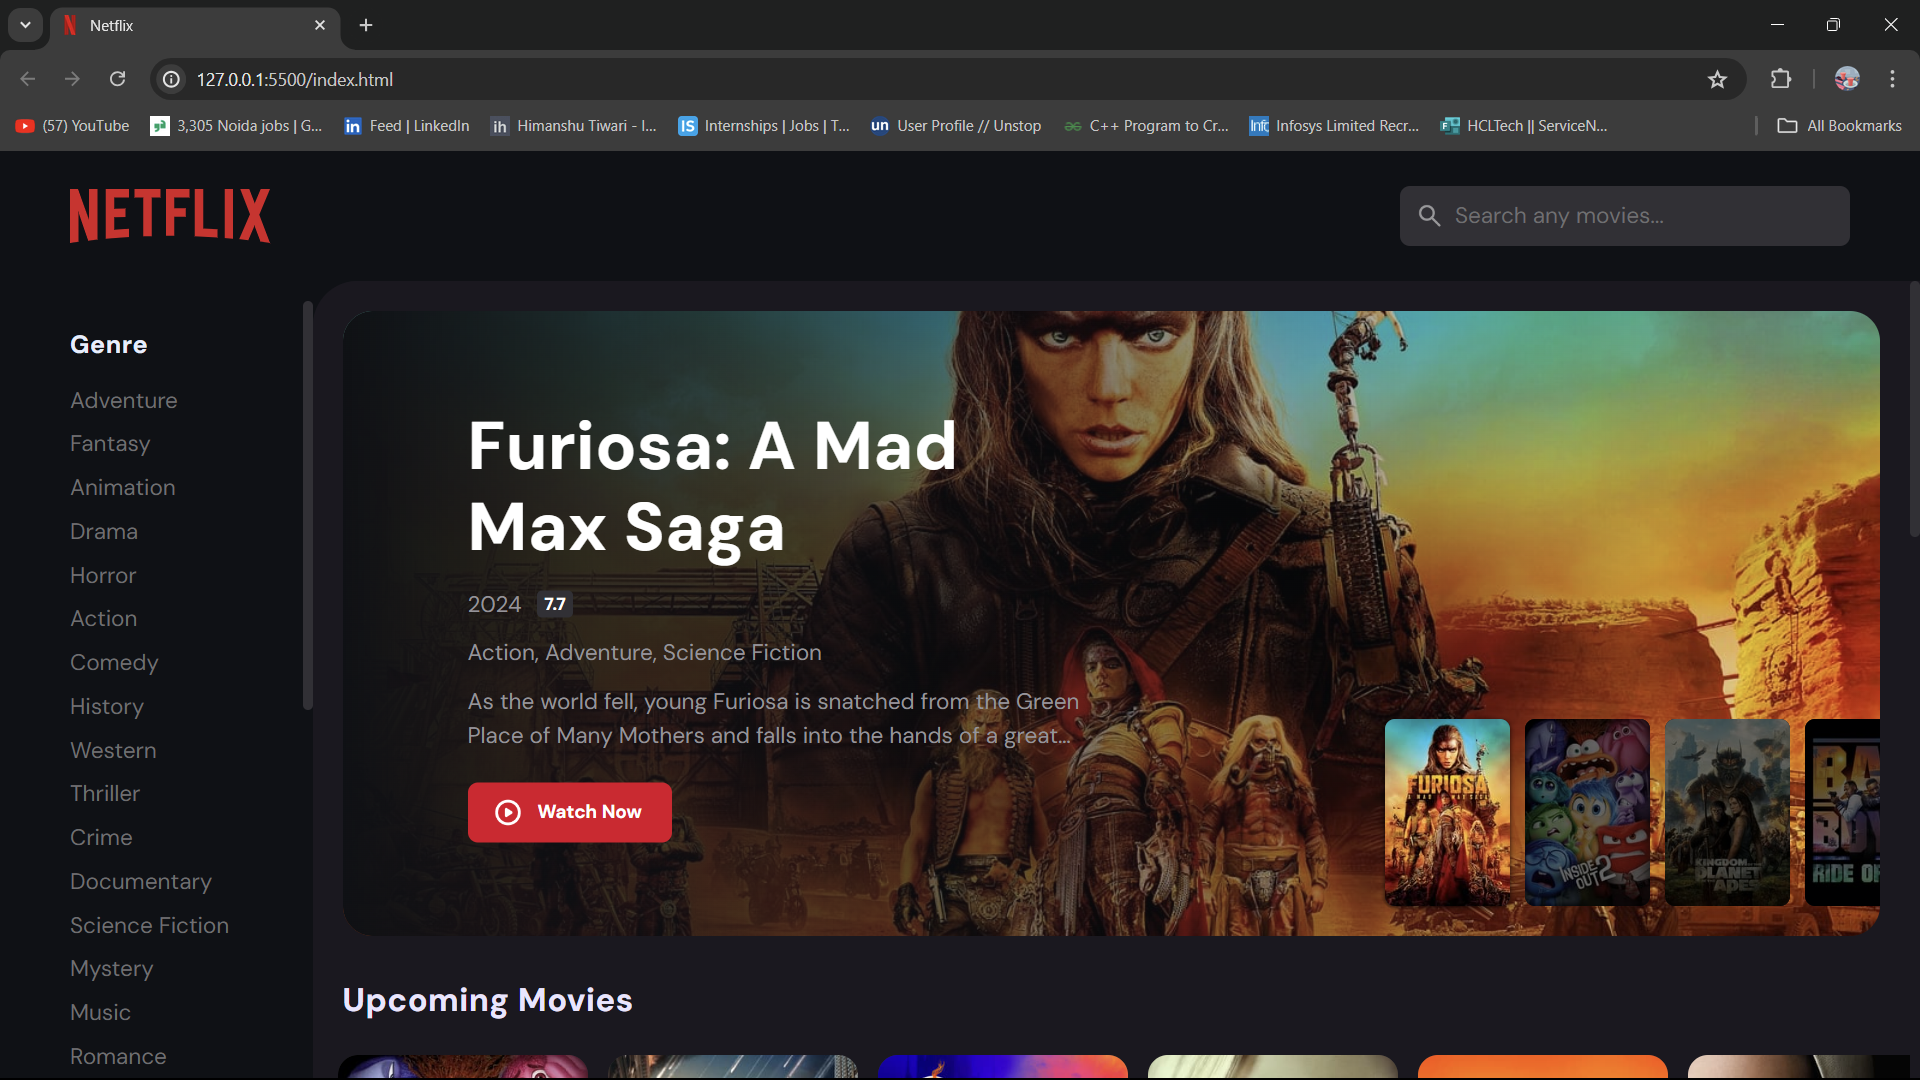 Netflix
127.0.0.1:5500/index.html
(57) YouTube
3,305 Noida jobs | G...
in
Feed | LinkedIn
ih
Himanshu Tiwari - I...
IS
Internships | Jobs | T...
un
User Profile // Unstop
C++ Program to Cr...
Infosys Limited Recr...
HCLTech || ServiceN...
All Bookmarks
NETFLIX
Search any movies...
Genre
Adventure
Fantasy
Animation
Drama
Horror
Action
Comedy
History
Western
Thriller
Crime
Documentary
Science Fiction
Mystery
Music
Romance
Furiosa: A Mad
Max Saga
2024 7.7
Action, Adventure, Science Fiction
As the world fell, young Furiosa is snatched from the Green
Place of Many Mothers and falls into the hands of a great...
Watch Now
FURIOSA
INSIDE
OUT 2
KINGDOM
PLANET
APES
BA
BOY
RIDE OR
Upcoming Movies